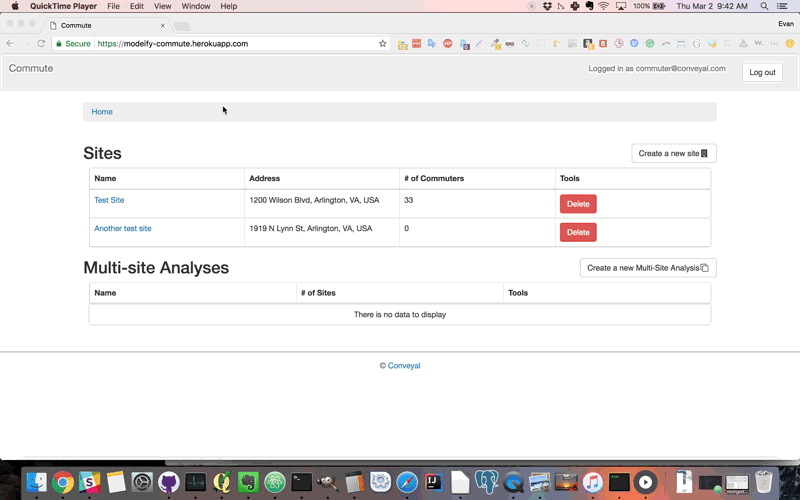 QuickTime Player File Edit View Window Help 100% Thu Mar 2 9:42 AM
Commute Evan
Secure https://modeify-commute.herokuapp.com
Commute Logged in as commuter@conveyal.com Log out
Home
Sites Create a new site
Name Address # of Commuters Tools
Test Site 1200 Wilson Blvd, Arlington, VA, USA 33 Delete
Another test site 1919 N Lynn St, Arlington, VA, USA 0 Delete
Multi-site Analyses Create a new Multi-Site Analysis
Name # of Sites Tools
There is no data to display
© Conveyal